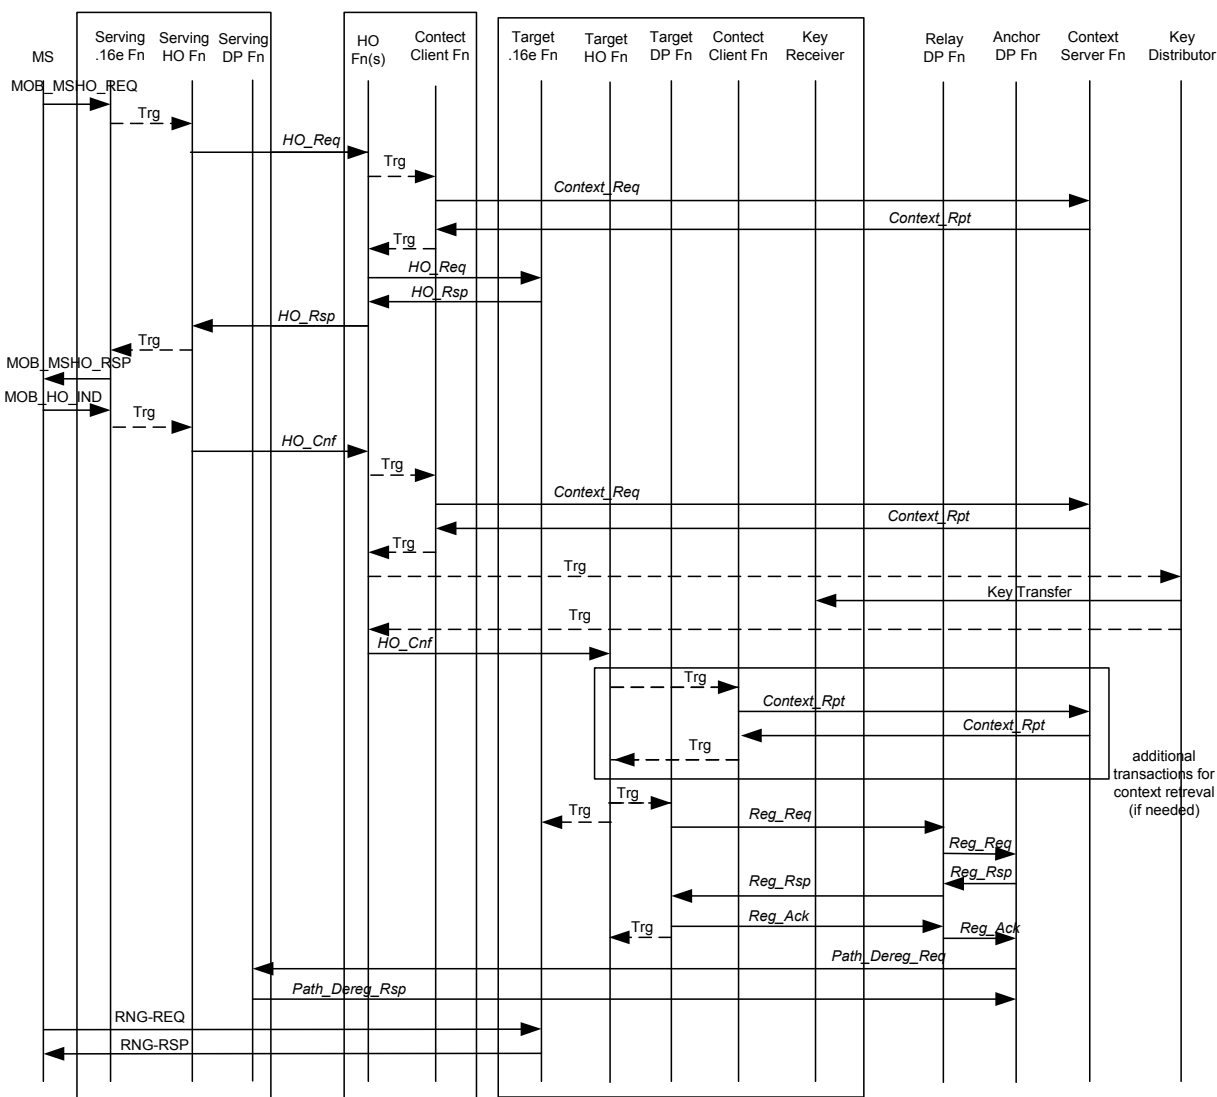 MS
Serving
.16e Fn
Serving
HO Fn
Serving
DP Fn
HO
Fn(s)
Contect
Client Fn
Target
.16e Fn
Target
HO Fn
Target
DP Fn
Contect
Client Fn
Key
Receiver
Relay
DP Fn
Anchor
DP Fn
Context
Server Fn
Key
Distributor
MOB_MSHO_REQ
Trg
HO_Req
Trg
Context_Req
Context_Rpt
Trg
HO_Req
HO_Rsp
HO_Rsp
Trg
MOB_MSHO_RSP
MOB_HO_IND
Trg
HO_Cnf
Trg
Context_Req
Context_Rpt
Trg
Trg
Key Transfer
Trg
HO_Cnf
Trg
Context_Rpt
Context_Rpt
Trg
additional
transactions for
context retreval
(if needed)
Trg
Trg
Reg_Req
Reg_Req
Reg_Rsp
Reg_Rsp
Reg_Ack
Trg
Reg_Ack
Path_Dereg_Req
Path_Dereg_Rsp
RNG-REQ
RNG-RSP